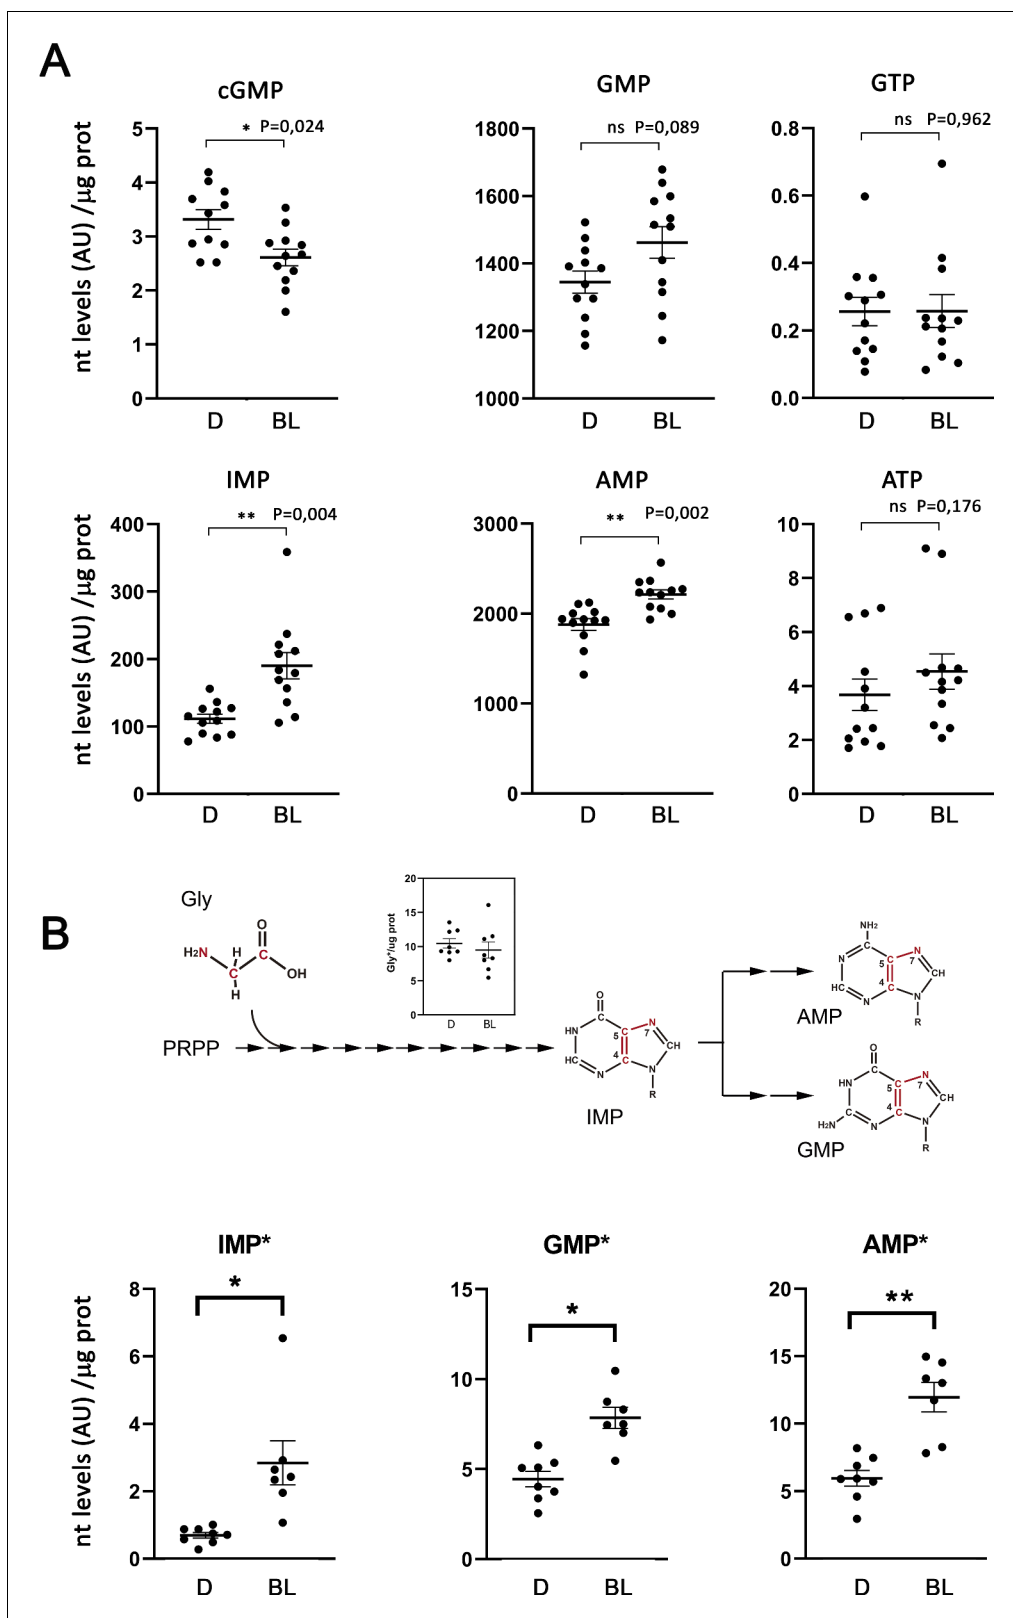 A
cGMP
GMP
GTP
* P=0,024
ns P=0,089
ns P=0,962
nt levels (AU) /µg prot
5
4
3
2
1
0
D BL
1800
1600
1400
1200
1000
D BL
0.8
0.6
0.4
0.2
0.0
D BL
IMP
AMP
ATP
** P=0,004
** P=0,002
ns P=0,176
nt levels (AU) /µg prot
400
300
200
100
0
D BL
3000
2000
1000
0
D BL
10
8
6
4
2
0
D BL
B
Gly
H2N
H
H
O
OH
Gly*/ug prot
20
15
10
5
0
D BL
PRPP
O
C
HN
C
N
5
7
CH
HC
4
C
N
N
R
IMP
NH2
C
N
C
N
5
7
CH
HC
4
C
N
N
R
AMP
O
C
HN
C
N
5
7
CH
4
C
C
H2N
N
N
R
GMP
IMP*
GMP*
AMP*
*
*
**
nt levels (AU) /µg prot
8
6
4
2
0
D BL
15
10
5
0
D BL
20
15
10
5
0
D BL